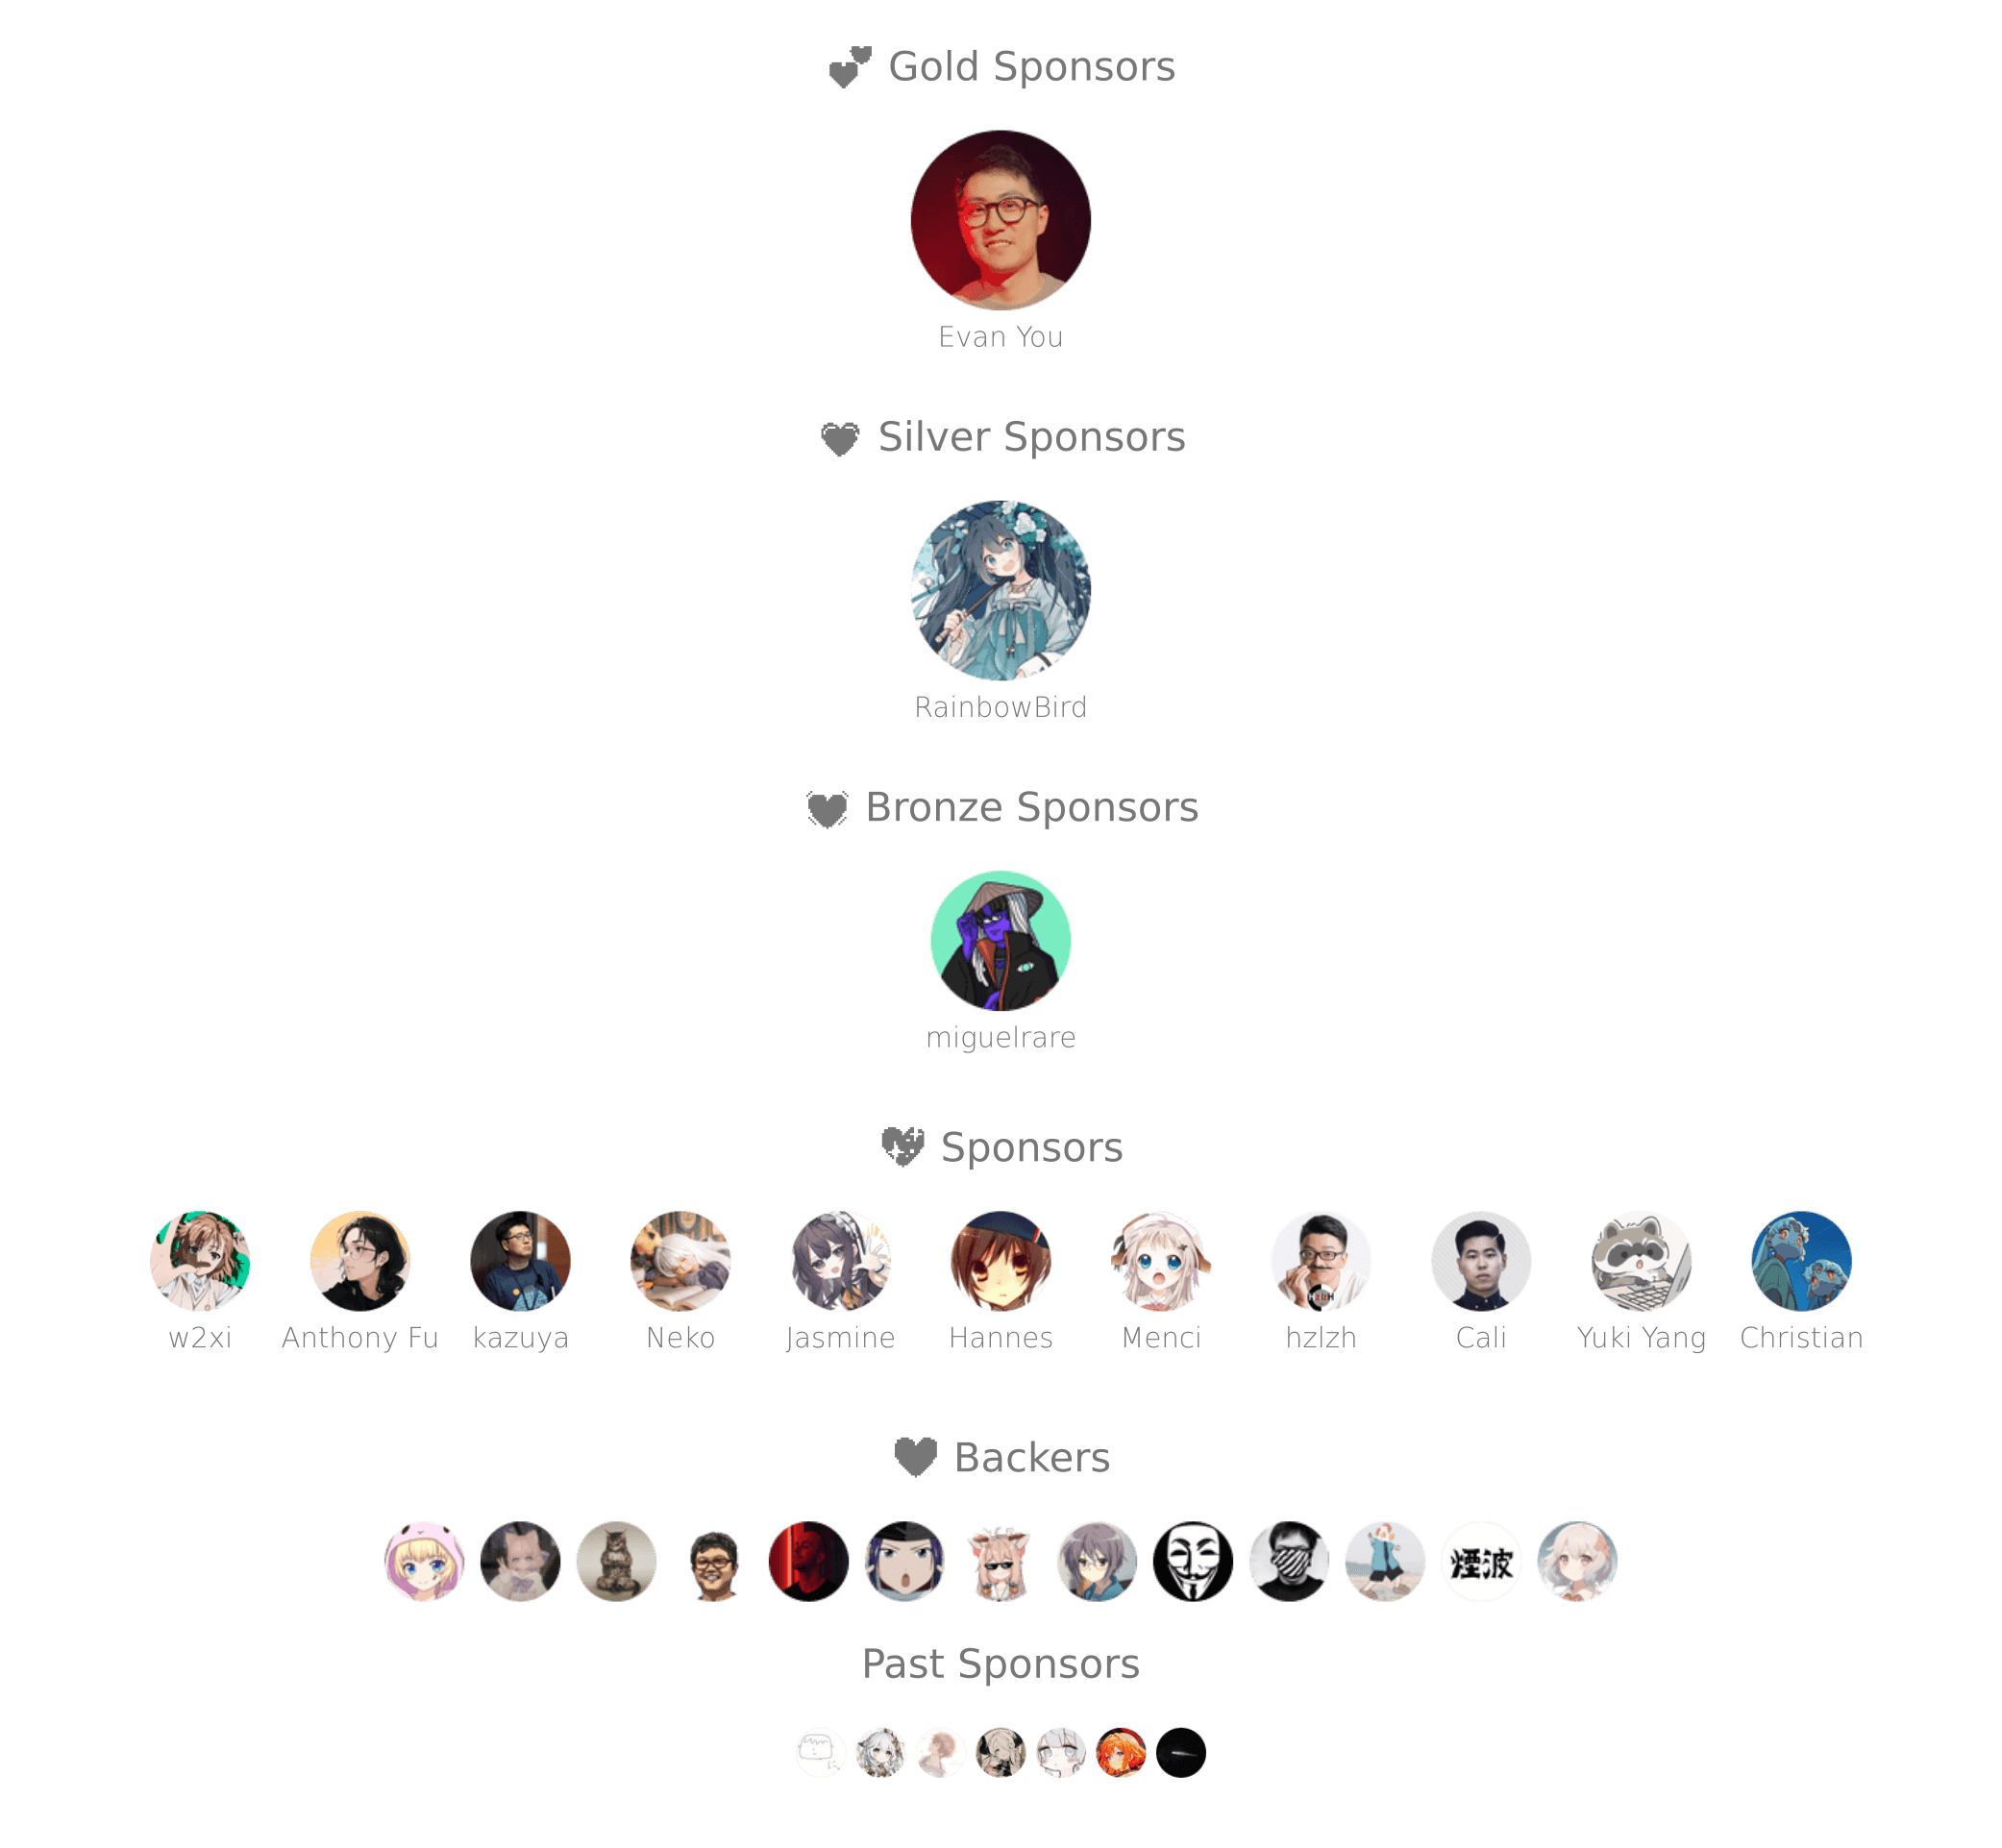 Gold Sponsors
Evan You
Silver Sponsors
RainbowBird
Bronze Sponsors
miguelrare
Sponsors
HzlzH
w2xi Anthony Fu kazuya Neko Jasmine Hannes Menci hzlzh Cali Yuki Yang Christian
Backers
煙波
Past Sponsors